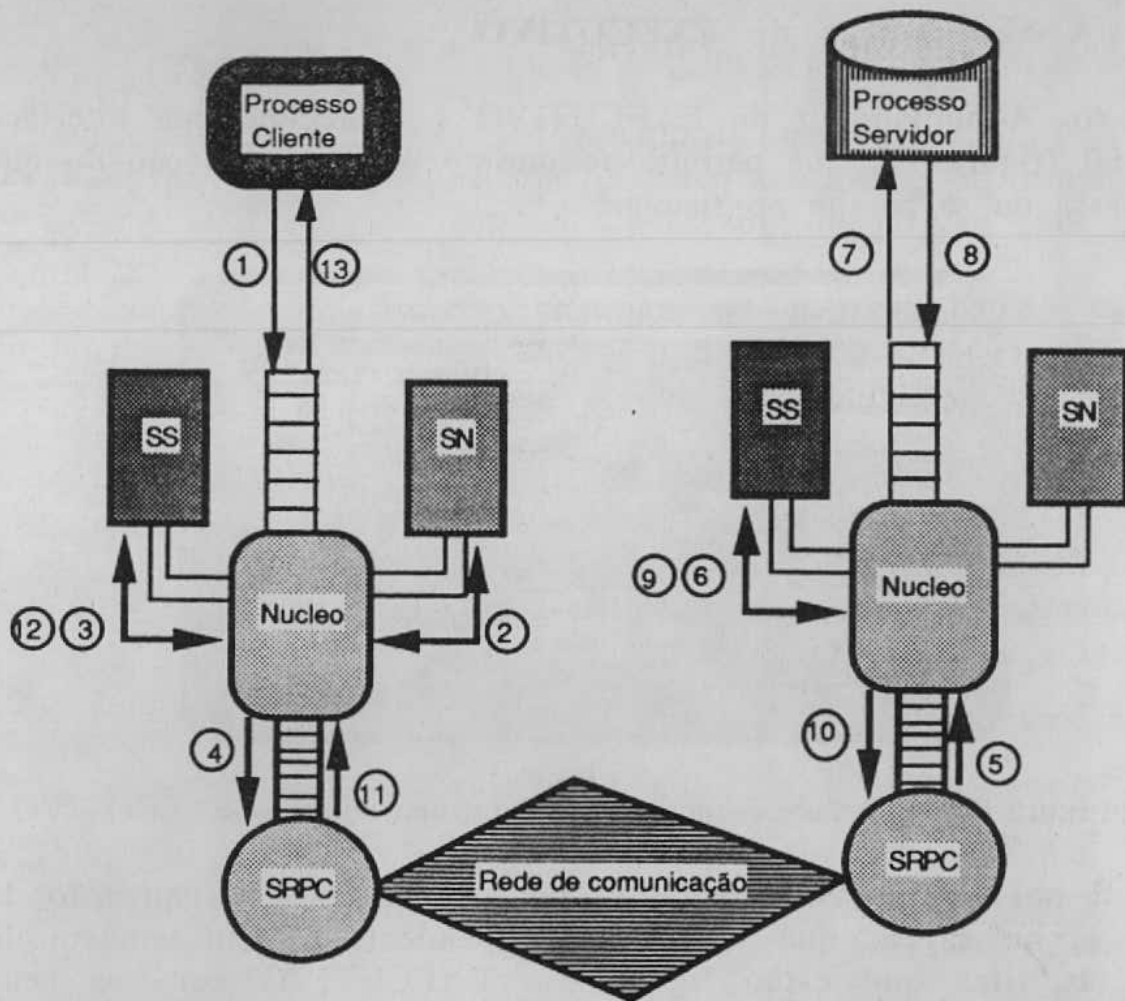 Processo
Cliente
Processo
Servidor
1
13
7
8
SS
SN
SS
SN
12
3
Nucleo
2
9
6
Nucleo
4
11
10
5
SRPC
Rede de comunicação
SRPC